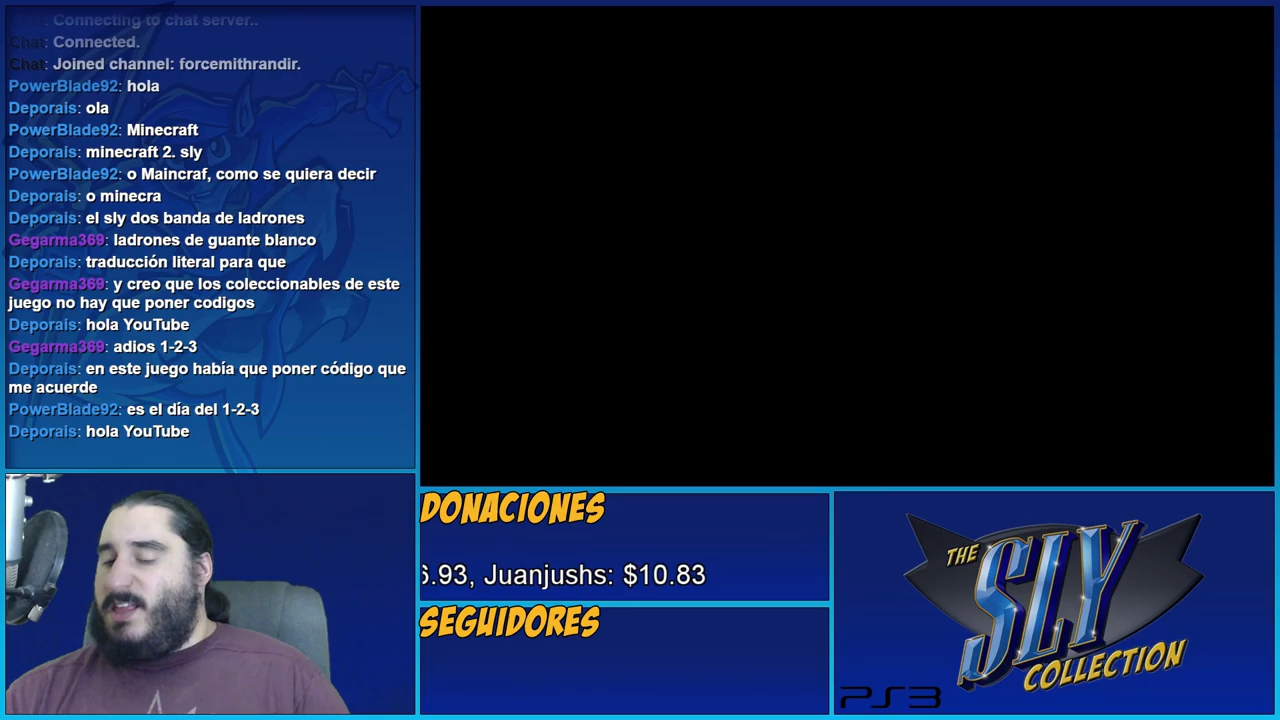 Chat: Connecting to chat server..
Chat: Connected.
Chat: Joined channel: forcemithrandir.
PowerBlade92: hola
Deporais: ola
PowerBlade92: Minecraft
Deporais: minecraft 2. sly
PowerBlade92: o Maincraf, como se quiera decir
Deporais: o minecra
Deporais: el sly dos banda de ladrones
Gegarma369: ladrones de guante blanco
Deporais: traducción literal para que
Gegarma369: y creo que los coleccionables de este
juego no hay que poner codigos
Deporais: hola YouTube
Gegarma369: adios 1-2-3
Deporais: en este juego había que poner código que
me acuerde
PowerBlade92: es el día del 1-2-3
Deporais: hola YouTube
DONACIONES
6.93, Juanjushs: $10.83
SEGUIDORES
THE
SLY
COLLECTION
PS3